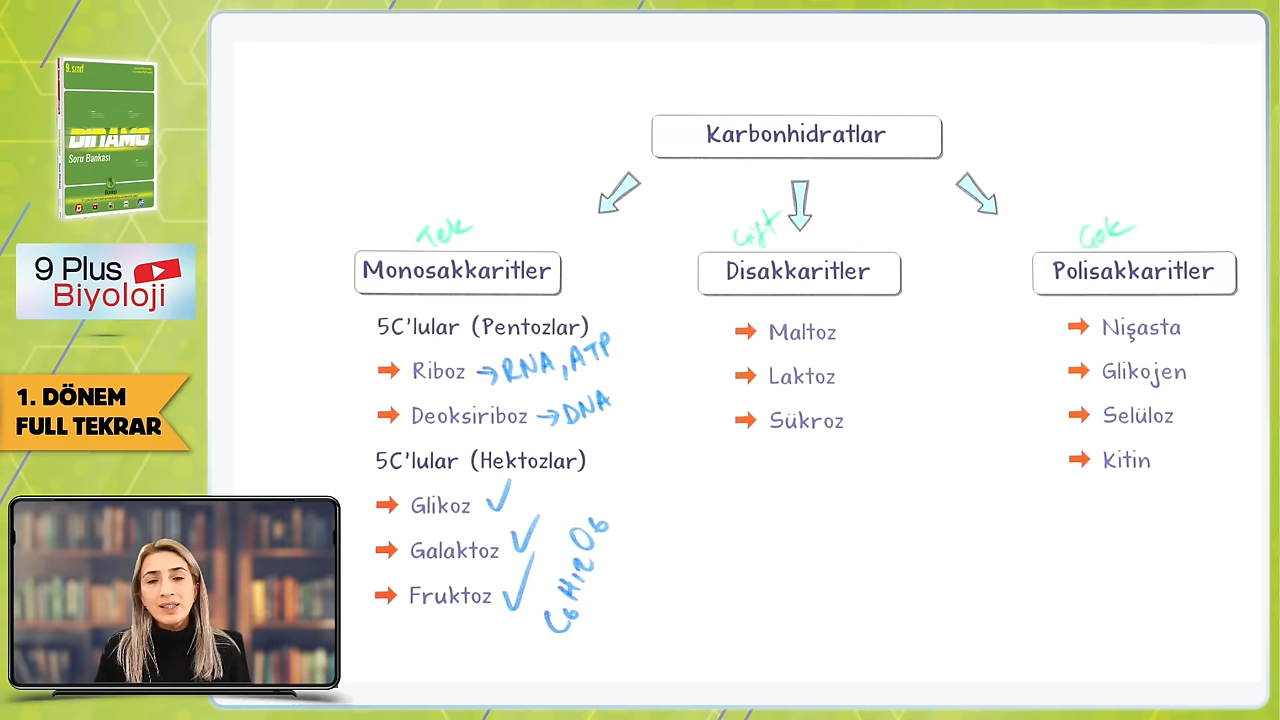 9. sınıf
DİNAMO
Soru Bankası
Biyoloji
9 Plus
Biyoloji
1. DÖNEM
FULL TEKRAR
Karbonhidratlar
Tek
Monosakkaritler
5C'lular (Pentozlar)
Riboz → RNA, ATP
Deoksiriboz → DNA
5C'lular (Hektozlar)
Glikoz
Galaktoz
Fruktoz
C6H12O6
Çift
Disakkaritler
Maltoz
Laktoz
Sükroz
Çok
Polisakkaritler
Nişasta
Glikojen
Selüloz
Kitin